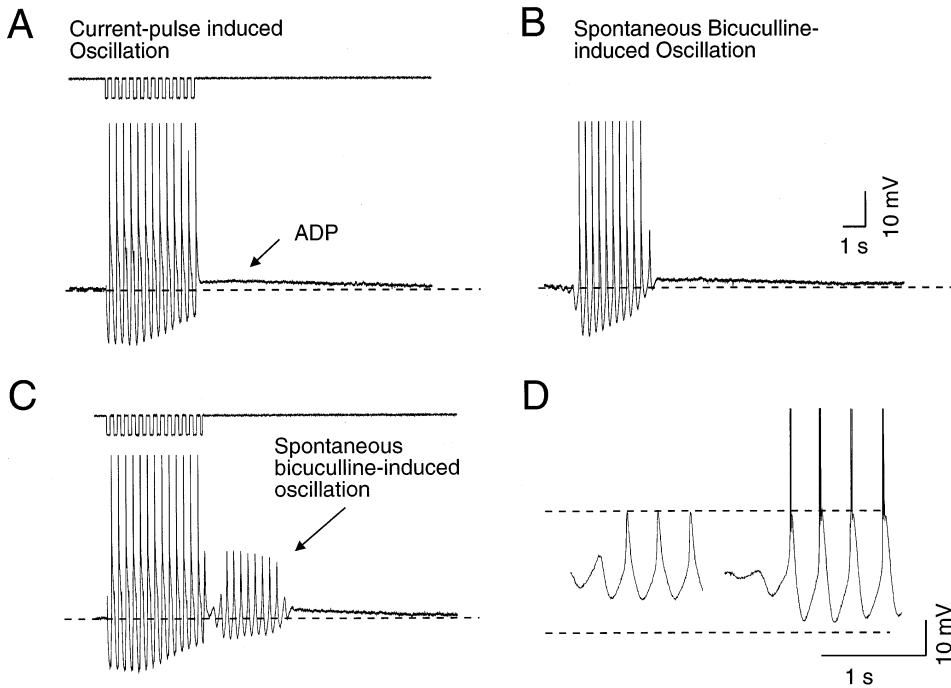 A
Current-pulse induced
Oscillation
ADP
B
Spontaneous Bicuculline-
induced Oscillation
10 mV
1 s
C
Spontaneous
bicuculline-induced
oscillation
D
10 mV
1 s